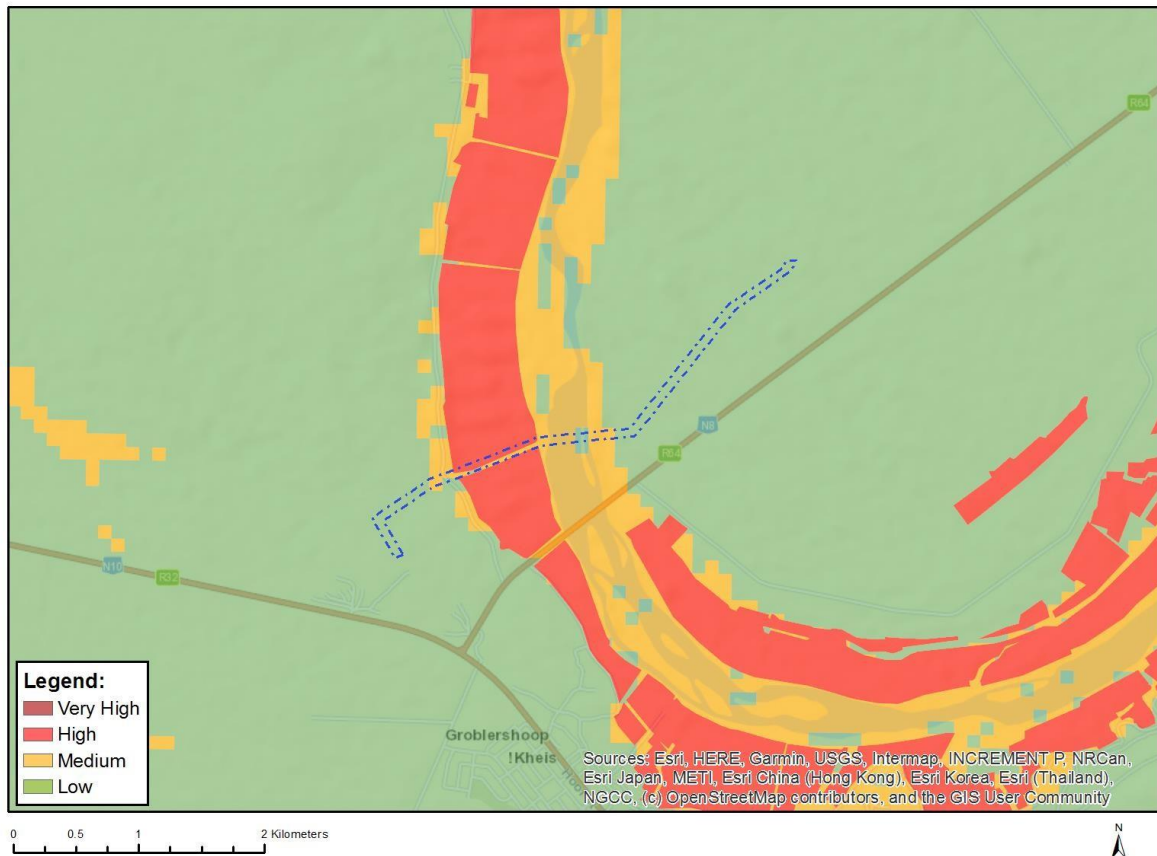 R64
N8
R64
N10
R32
Legend:
Very High
High
Medium
Low
Groblershoop
!Kheis
Sources: Esri, HERE, Garmin, USGS, Intermap, INCREMENT P, NRCan,
Esri Japan, METI, Esri China (Hong Kong), Esri Korea, Esri (Thailand),
NGCC, (c) OpenStreetMap contributors, and the GIS User Community
0 0.5 1 2 Kilometers
N